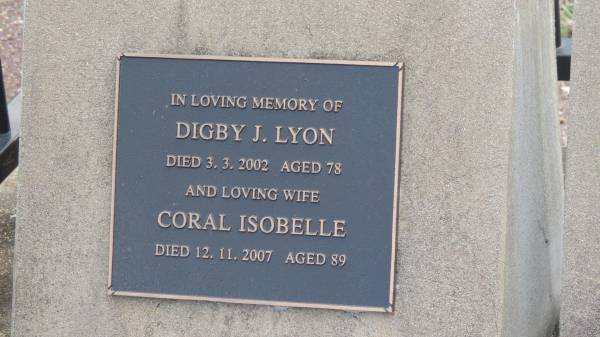 IN LOVING MEMORY OF
DIGBY J. LYON
DIED 3. 3. 2002 AGED 78
AND LOVING WIFE
CORAL ISOBELLE
DIED 12. 11. 2007 AGED 89